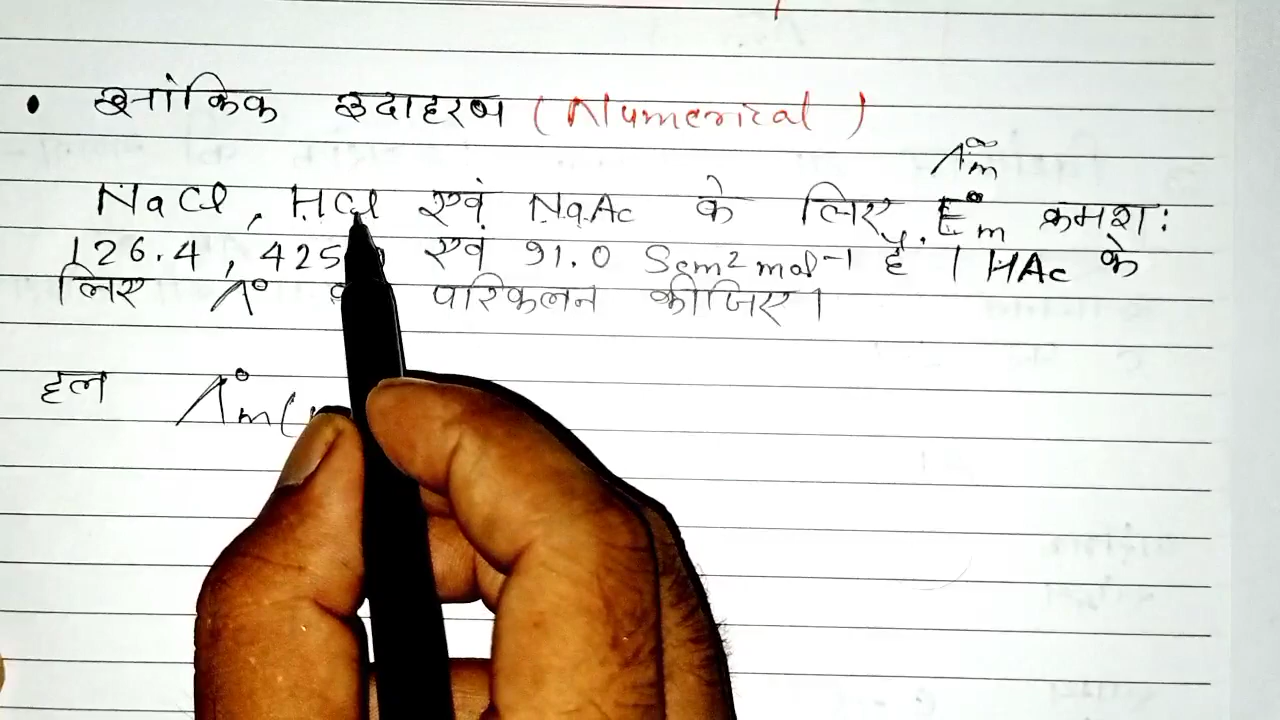 • आंकिक उदाहरण (Numerical)
Λ°m
NaCl, HCl एवं NaAc के लिए, E°m क्रमश:
126.4, 425 एवं 91.0 Scm² mol⁻¹ है। HAc के
लिए Λ° परिकलन कीजिए।
हल Λ°m(